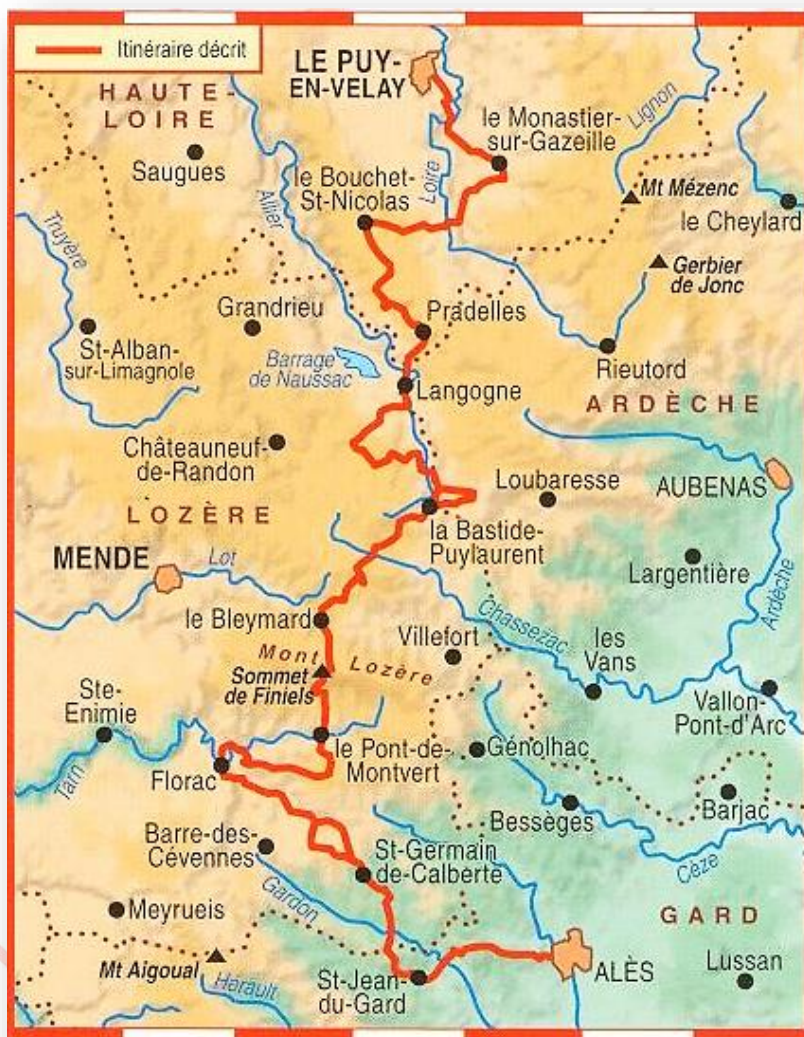 Itinéraire décrit
LE PUY-
EN-VELAY
HAUTE-
LOIRE
Saugues
le Monastier-
sur-Gazeille
Lignon
le Bouchet-
St-Nicolas
Loire
Allier
Mt Mézenc
le Cheylard
Truyère
Gerbier
de Jonc
Grandrieu
Pradelles
St-Alban-
sur-Limagnole
Barrage
de Naussac
Rieutord
Langogne
ARDÈCHE
Châteauneuf-
de-Randon
Loubaresse
AUBENAS
LOZÈRE
la Bastide-
Puylaurent
MENDE
Lot
Largentière
Ardèche
le Bleymard
Chassezac
Villefort
les
Vans
Mont Lozère
Sommet
de Finiels
Ste-
Enimie
Vallon-
Pont-d'Arc
le Pont-de-
Montvert
Génolhac
Florac
Tarn
Barjac
Bessèges
Barre-des-
Cévennes
St-Germain
de-Calberte
Cèze
Gardon
Meyrueis
GARD
Mt Aigoual
ALÈS
Lussan
Hérault
St-Jean-
du-Gard